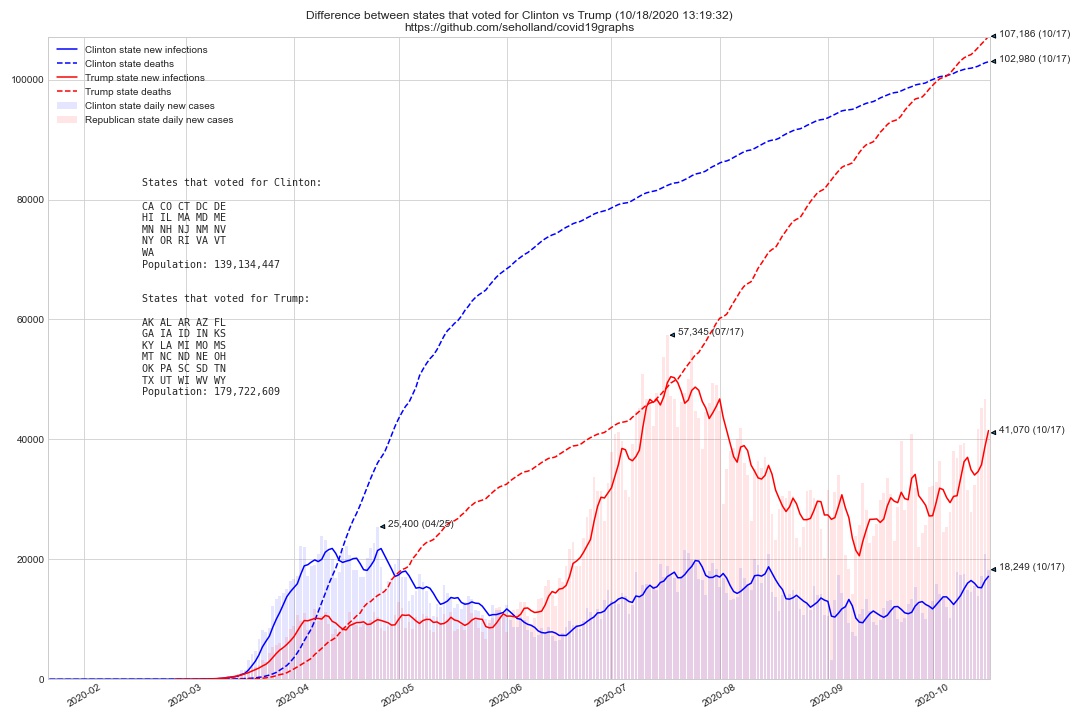 Difference between states that voted for Clinton vs Trump (10/18/2020 13:19:32)
https://github.com/seholland/covid19graphs
107,186 (10/17)
102,980 (10/17)
Clinton state new infections
Clinton state deaths
Trump state new infections
Trump state deaths
Clinton state daily new cases
Republican state daily new cases
States that voted for Clinton:
CA CO CT DC DE
HI IL MA MD ME
MN NH NJ NM NV
NY OR RI VA VT
WA
Population: 139,134,447
States that voted for Trump:
AK AL AR AZ FL
GA IA ID IN KS
KY LA MI MO MS
MT NC ND NE OH
OK PA SC SD TN
TX UT WI WV WY
Population: 179,722,609
57,345 (07/17)
41,070 (10/17)
25,400 (04/25)
18,249 (10/17)
100000
80000
60000
40000
20000
0
2020-02
2020-03
2020-04
2020-05
2020-06
2020-07
2020-08
2020-09
2020-10